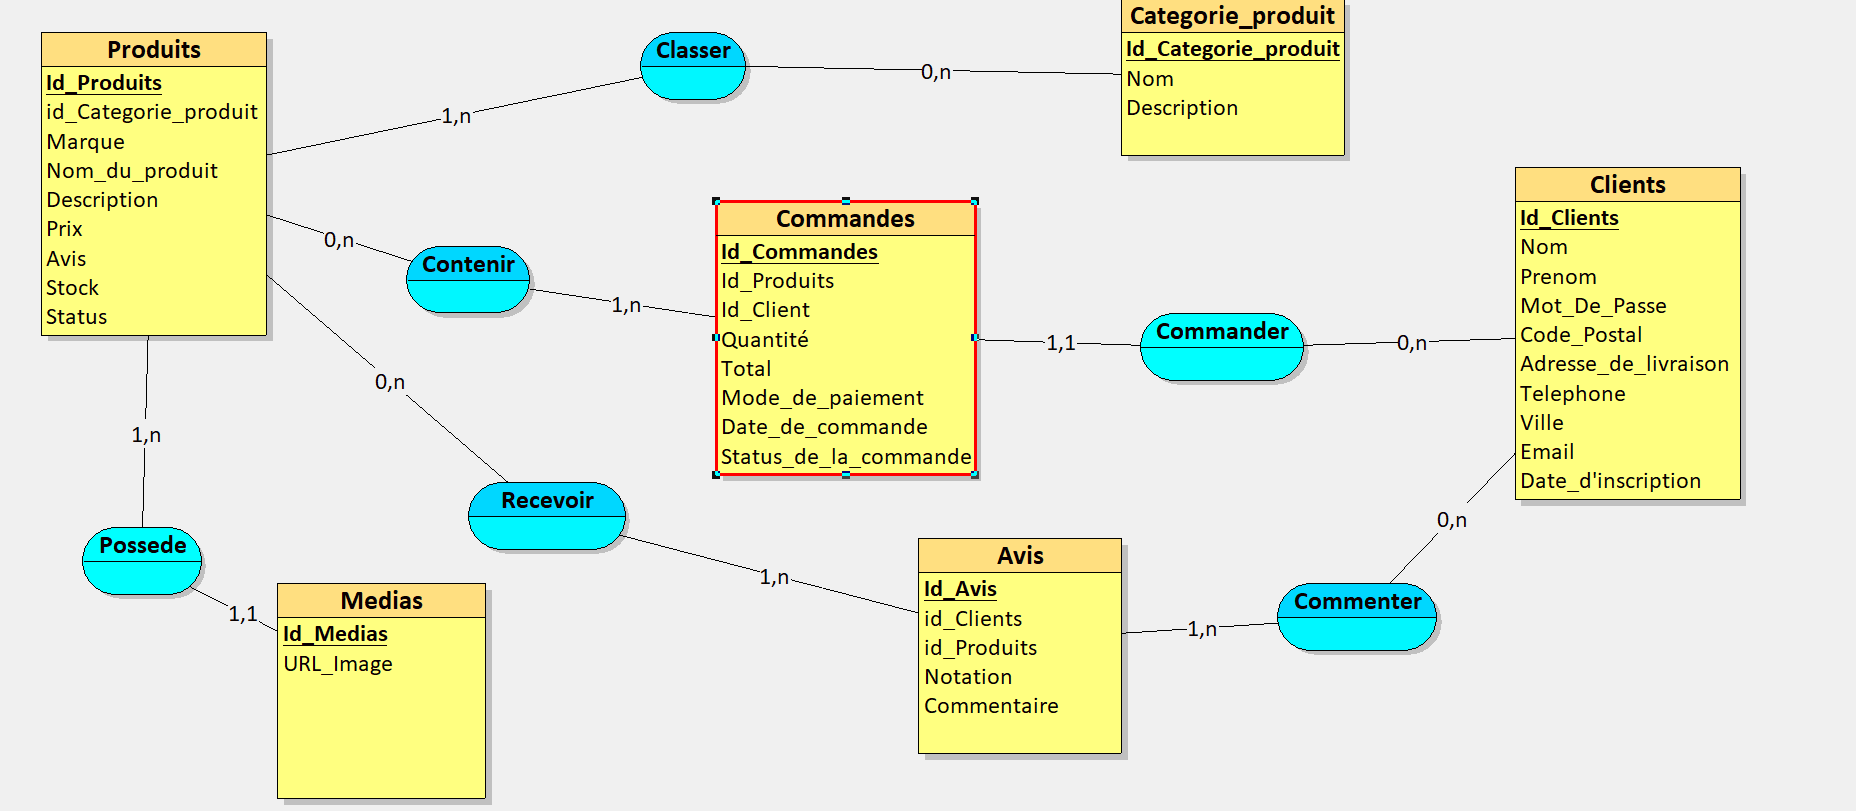 Produits
Id_Produits
id_Categorie_produit
Marque
Nom_du_produit
Description
Prix
Avis
Stock
Status
Classer
1,n
0,n
Categorie_produit
Id_Categorie_produit
Nom
Description
Contenir
0,n
1,n
Commandes
Id_Commandes
Id_Produits
Id_Client
Quantité
Total
Mode_de_paiement
Date_de_commande
Status_de_la_commande
1,1
Commander
0,n
Clients
Id_Clients
Nom
Prenom
Mot_De_Passe
Code_Postal
Adresse_de_livraison
Telephone
Ville
Email
Date_d'inscription
0,n
Recevoir
1,n
1,n
Possede
1,1
Medias
Id_Medias
URL_Image
Avis
Id_Avis
id_Clients
id_Produits
Notation
Commentaire
1,n
Commenter
0,n